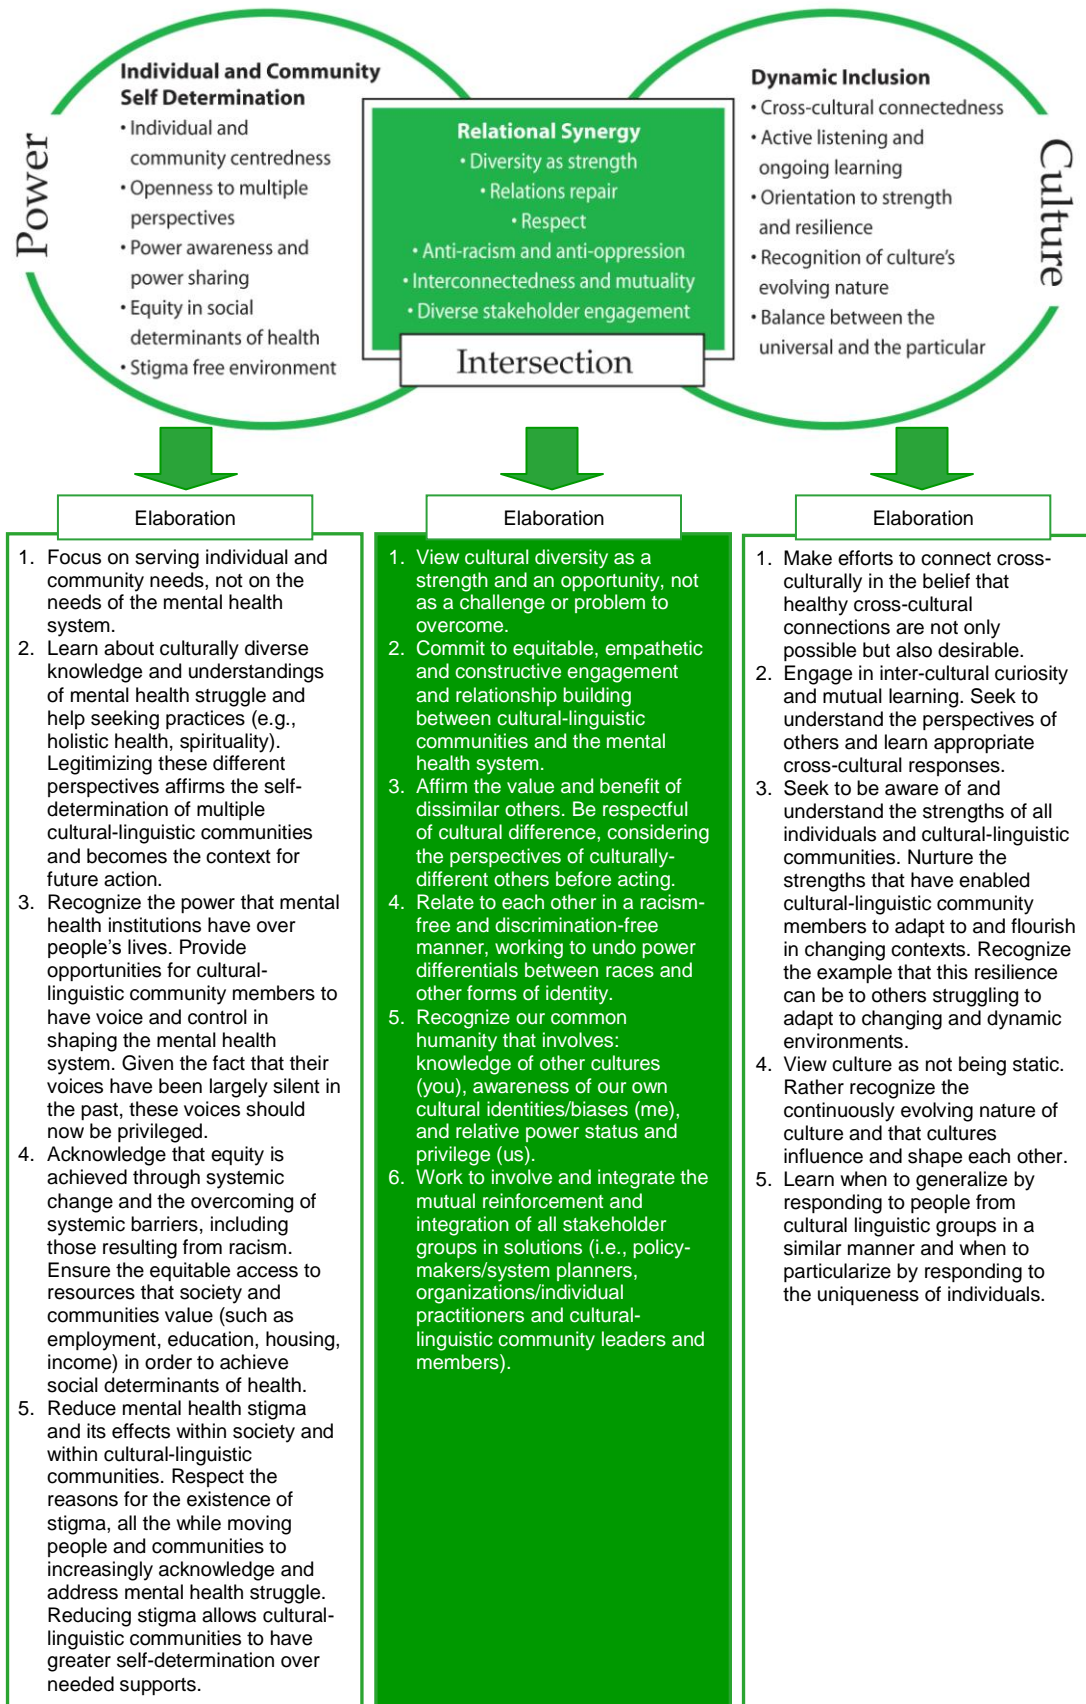 Power
Individual and Community
Self Determination
• Individual and
community centredness
• Openness to multiple
perspectives
• Power awareness and
power sharing
• Equity in social
determinants of health
• Stigma free environment
Relational Synergy
• Diversity as strength
• Relations repair
• Respect
• Anti-racism and anti-oppression
• Interconnectedness and mutuality
• Diverse stakeholder engagement
Intersection
Dynamic Inclusion
• Cross-cultural connectedness
• Active listening and
ongoing learning
• Orientation to strength
and resilience
• Recognition of culture's
evolving nature
• Balance between the
universal and the particular
Culture
Elaboration
1. Focus on serving individual and
community needs, not on the
needs of the mental health
system.
2. Learn about culturally diverse
knowledge and understandings
of mental health struggle and
help seeking practices (e.g.,
holistic health, spirituality).
Legitimizing these different
perspectives affirms the self-
determination of multiple
cultural-linguistic communities
and becomes the context for
future action.
3. Recognize the power that mental
health institutions have over
people's lives. Provide
opportunities for cultural-
linguistic community members to
have voice and control in
shaping the mental health
system. Given the fact that their
voices have been largely silent in
the past, these voices should
now be privileged.
4. Acknowledge that equity is
achieved through systemic
change and the overcoming of
systemic barriers, including
those resulting from racism.
Ensure the equitable access to
resources that society and
communities value (such as
employment, education, housing,
income) in order to achieve
social determinants of health.
5. Reduce mental health stigma
and its effects within society and
within cultural-linguistic
communities. Respect the
reasons for the existence of
stigma, all the while moving
people and communities to
increasingly acknowledge and
address mental health struggle.
Reducing stigma allows cultural-
linguistic communities to have
greater self-determination over
needed supports.
Elaboration
1. View cultural diversity as a
strength and an opportunity, not
as a challenge or problem to
overcome.
2. Commit to equitable, empathetic
and constructive engagement
and relationship building
between cultural-linguistic
communities and the mental
health system.
3. Affirm the value and benefit of
dissimilar others. Be respectful
of cultural difference, considering
the perspectives of culturally-
different others before acting.
4. Relate to each other in a racism-
free and discrimination-free
manner, working to undo power
differentials between races and
other forms of identity.
5. Recognize our common
humanity that involves:
knowledge of other cultures
(you), awareness of our own
cultural identities/biases (me),
and relative power status and
privilege (us).
6. Work to involve and integrate the
mutual reinforcement and
integration of all stakeholder
groups in solutions (i.e., policy-
makers/system planners,
organizations/individual
practitioners and cultural-
linguistic community leaders and
members).
Elaboration
1. Make efforts to connect cross-
culturally in the belief that
healthy cross-cultural
connections are not only
possible but also desirable.
2. Engage in inter-cultural curiosity
and mutual learning. Seek to
understand the perspectives of
others and learn appropriate
cross-cultural responses.
3. Seek to be aware of and
understand the strengths of all
individuals and cultural-linguistic
communities. Nurture the
strengths that have enabled
cultural-linguistic community
members to adapt to and flourish
in changing contexts. Recognize
the example that this resilience
can be to others struggling to
adapt to changing and dynamic
environments.
4. View culture as not being static.
Rather recognize the
continuously evolving nature of
culture and that cultures
influence and shape each other.
5. Learn when to generalize by
responding to people from
cultural linguistic groups in a
similar manner and when to
particularize by responding to
the uniqueness of individuals.